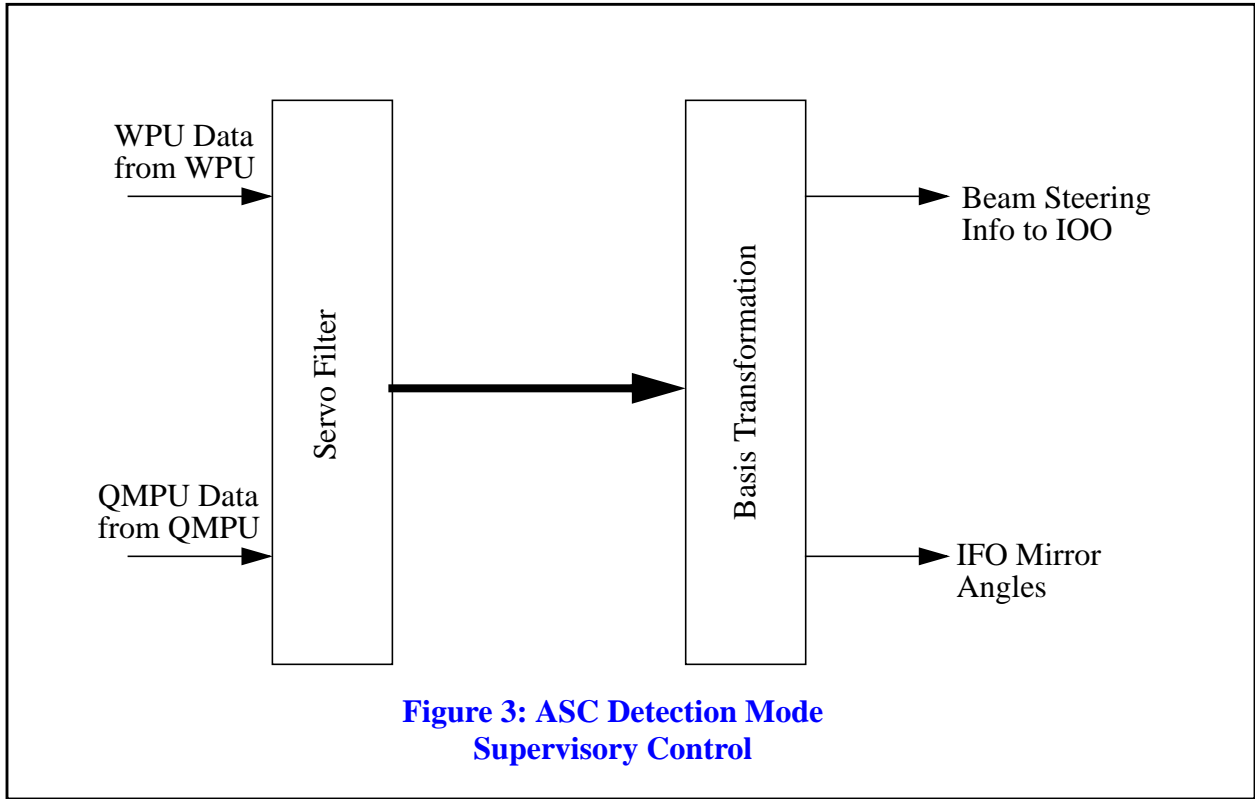 WPU Data
from WPU
QMPU Data
from QMPU
Servo Filter
Basis Transformation
Beam Steering
Info to IOO
IFO Mirror
Angles
Figure 3: ASC Detection Mode
Supervisory Control